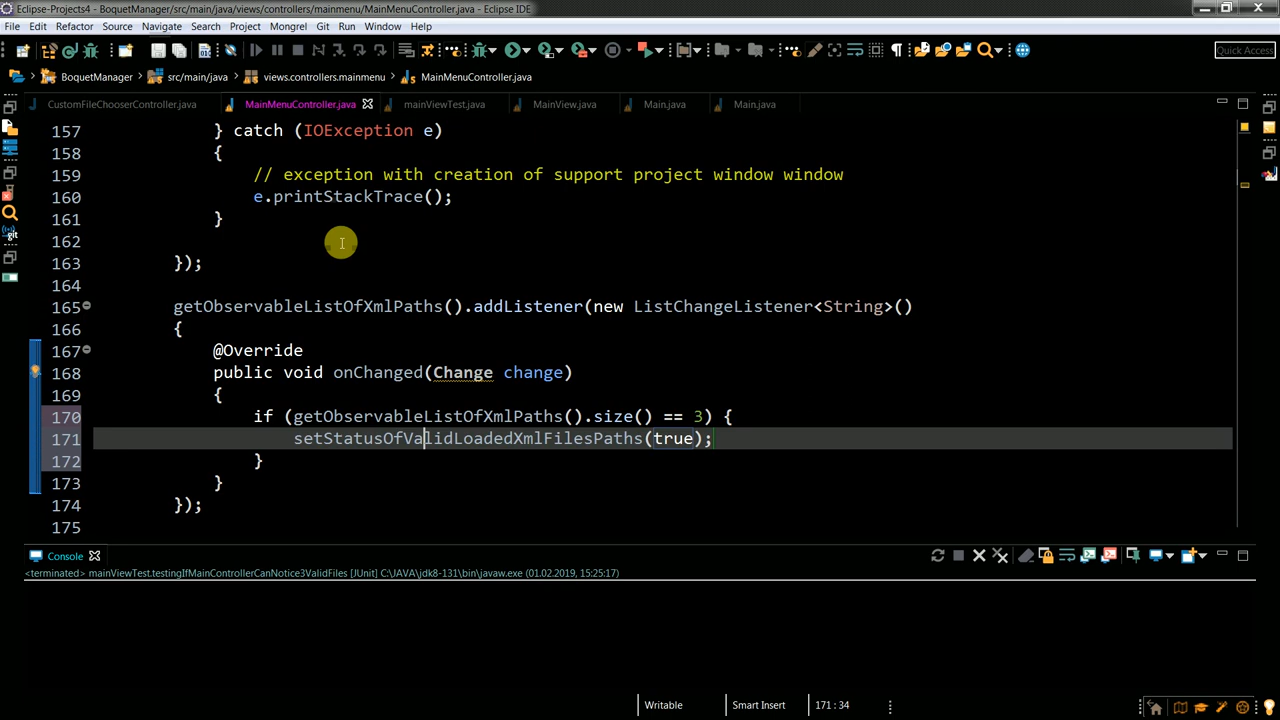 Eclipse-Projects4 - BoquetManager/src/main/java/views/controllers/mainmenu/MainMenuController.java - Eclipse IDE
File Edit Refactor Source Navigate Search Project Mongrel Git Run Window Help
Quick Access
BoquetManager src/main/java views.controllers.mainmenu MainMenuController.java
CustomFileChooserController.java MainMenuController.java mainViewTest.java MainView.java Main.java Main.java
157 } catch (IOException e)
158 {
159 // exception with creation of support project window window
160 e.printStackTrace();
161 }
162
163 });
164
165 getObservableListOfXmlPaths().addListener(new ListChangeListener<String>()
166 {
167 @Override
168 public void onChanged(Change change)
169 {
170 if (getObservableListOfXmlPaths().size() == 3) {
171 setStatusOfValidLoadedXmlFilesPaths(true);
172 }
173 }
174 });
175
Console
<terminated> mainViewTest.testingIfMainControllerCanNotice3ValidFiles [JUnit] C:\JAVA\jdk8-131\bin\javaw.exe (01.02.2019, 15:25:17)
Writable Smart Insert 171 : 34